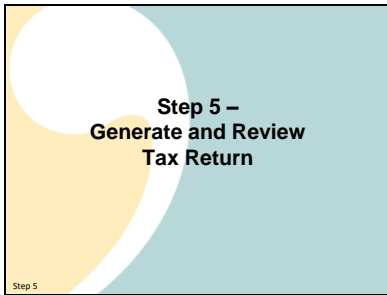 Step 5 –
Generate and Review
Tax Return
Step 5